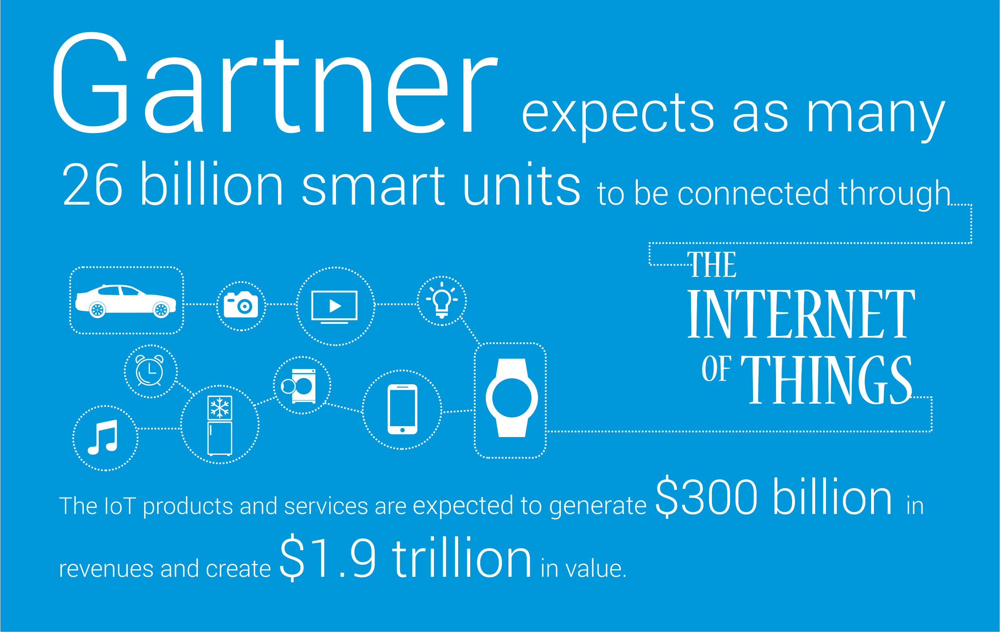 Gartner expects as many
26 billion smart units to be connected through
THE
INTERNET
OF THINGS
The IoT products and services are expected to generate $300 billion in
revenues and create $1.9 trillion in value.